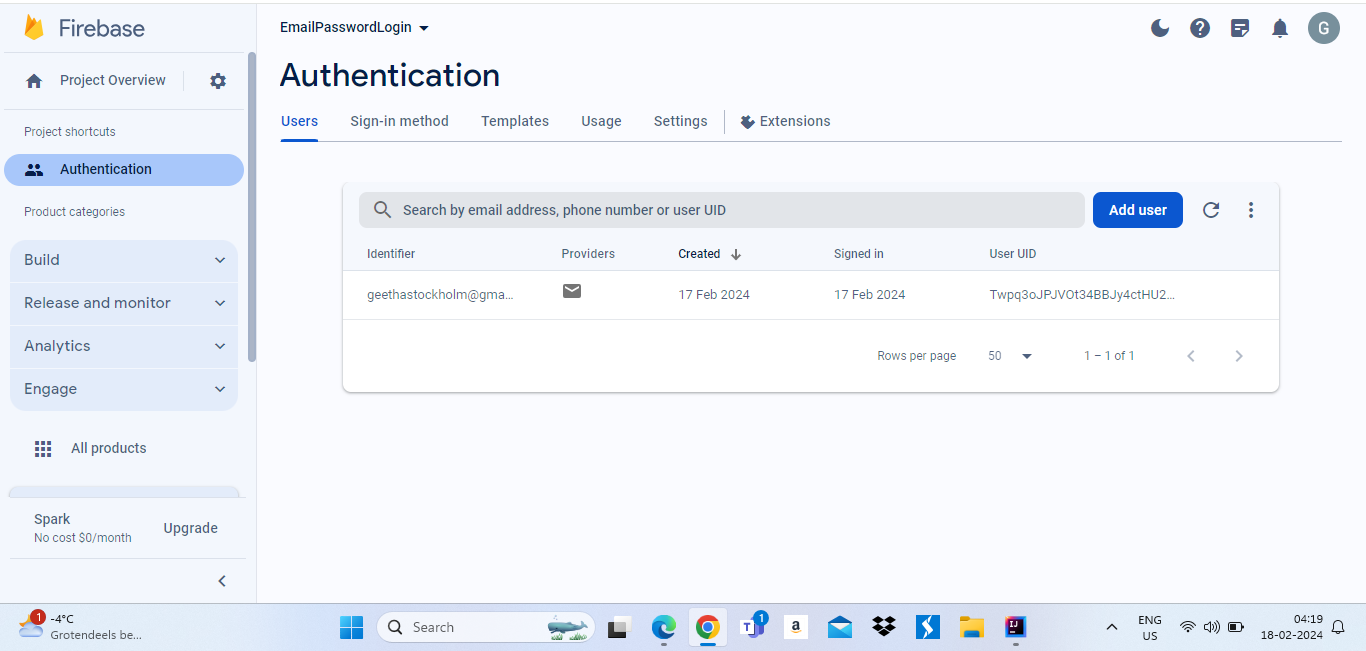 Firebase
Project Overview
Project shortcuts
Authentication
Product categories
Build
Release and monitor
Analytics
Engage
All products
Spark
No cost $0/month
Upgrade
EmailPasswordLogin
G
Authentication
Users Sign-in method Templates Usage Settings Extensions
Search by email address, phone number or user UID
Add user
Identifier Providers Created Signed in User UID
geethastockholm@gma... 17 Feb 2024 17 Feb 2024 Twpq3oJPJVOt34BBJy4ctHU2...
Rows per page 50 1 – 1 of 1
1
-4°C
Grotendeels be...
Search
T
1
a
IJ
ENG
US
04:19
18-02-2024